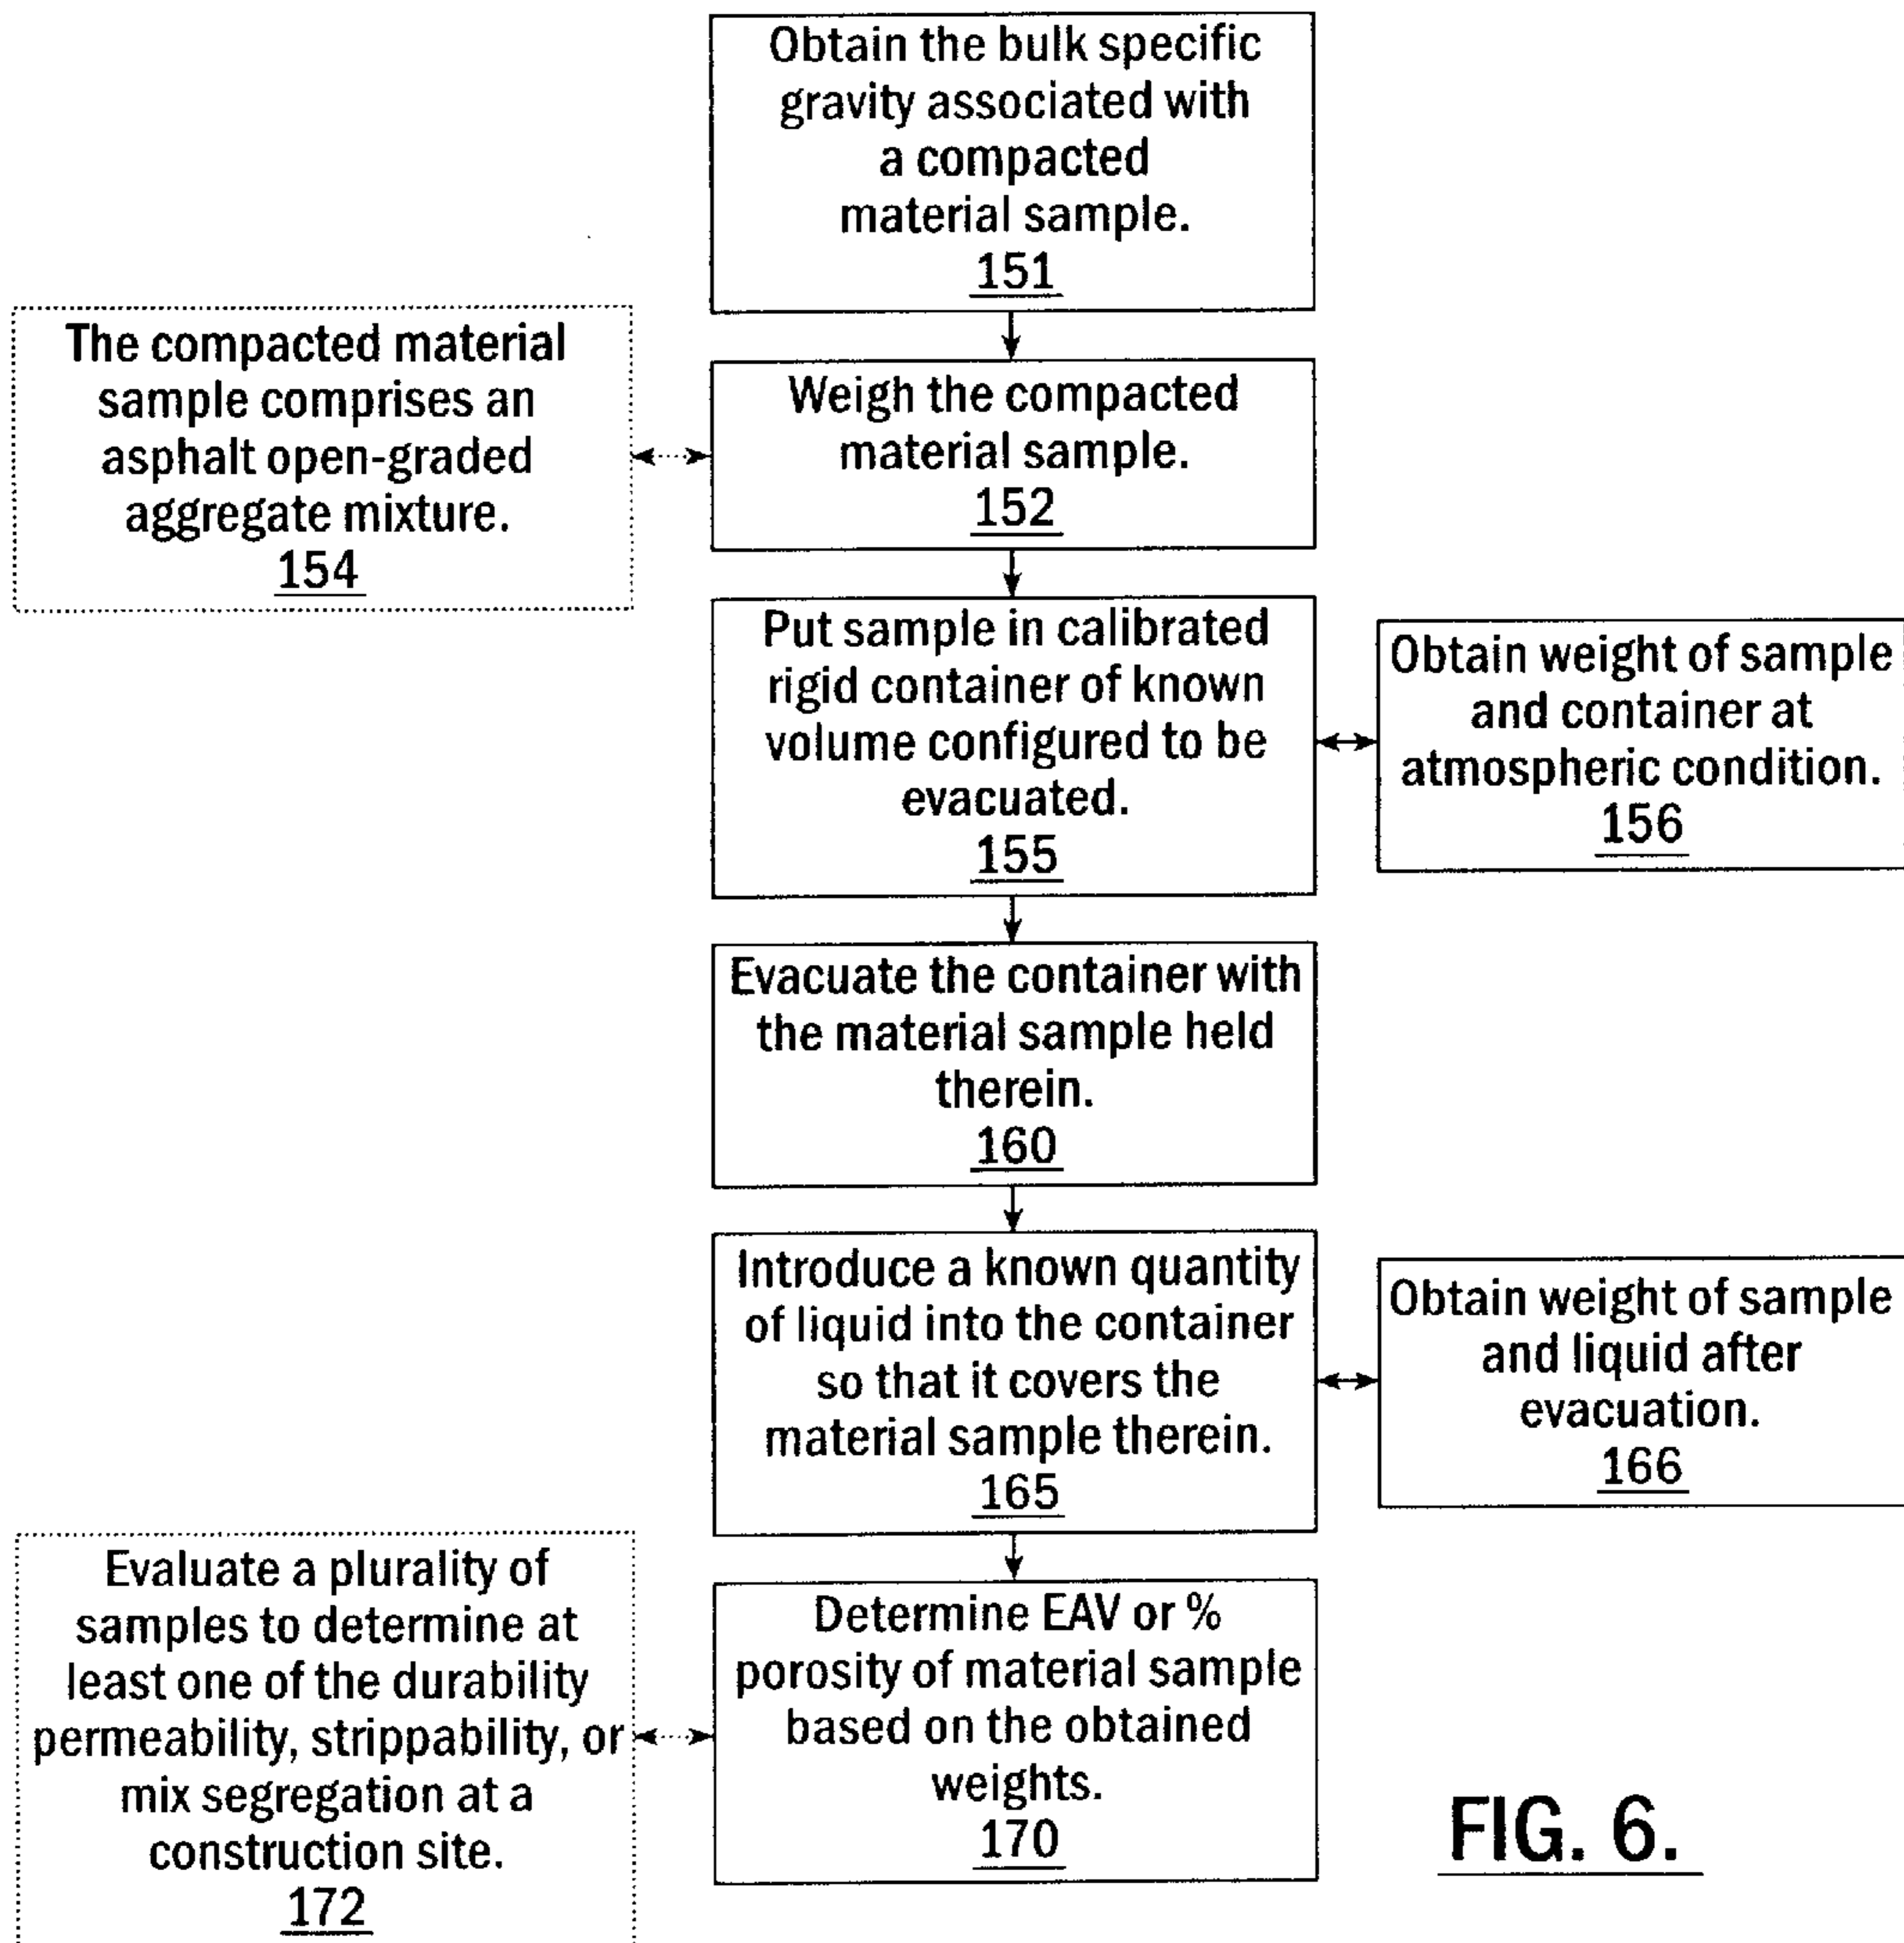 Obtain the bulk specific
gravity associated with
a compacted
material sample.
151
The compacted material
sample comprises an
asphalt open-graded
aggregate mixture.
154
Weigh the compacted
material sample.
152
Put sample in calibrated
rigid container of known
volume configured to be
evacuated.
155
Obtain weight of sample
and container at
atmospheric condition.
156
Evacuate the container with
the material sample held
therein.
160
Introduce a known quantity
of liquid into the container
so that it covers the
material sample therein.
165
Obtain weight of sample
and liquid after
evacuation.
166
Evaluate a plurality of
samples to determine at
least one of the durability
permeability, strippability, or
mix segregation at a
construction site.
172
Determine EAV or %
porosity of material sample
based on the obtained
weights.
170
FIG. 6.